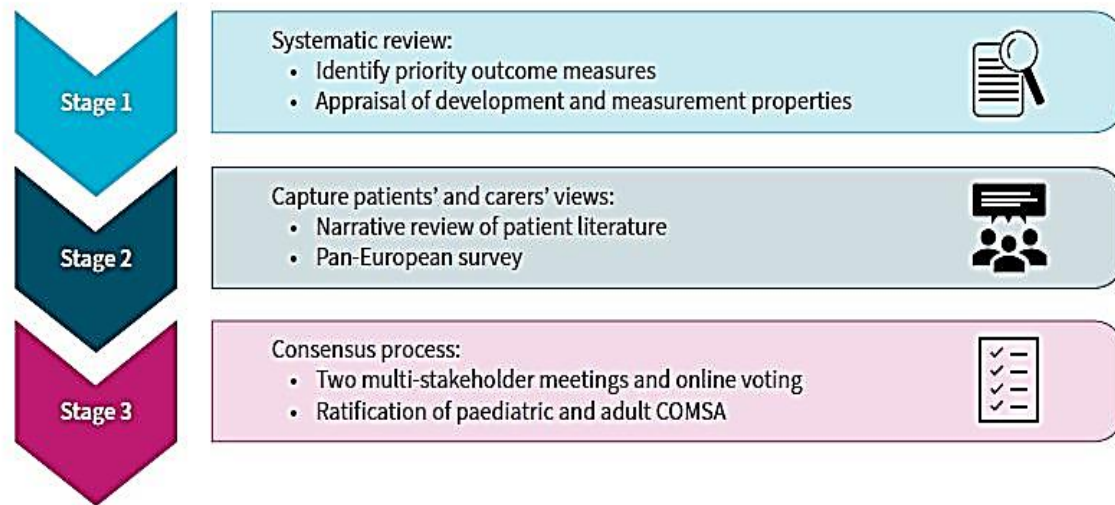 Stage 1
Systematic review:
• Identify priority outcome measures
• Appraisal of development and measurement properties
Stage 2
Capture patients’ and carers’ views:
• Narrative review of patient literature
• Pan-European survey
Stage 3
Consensus process:
• Two multi-stakeholder meetings and online voting
• Ratification of paediatric and adult COMSA